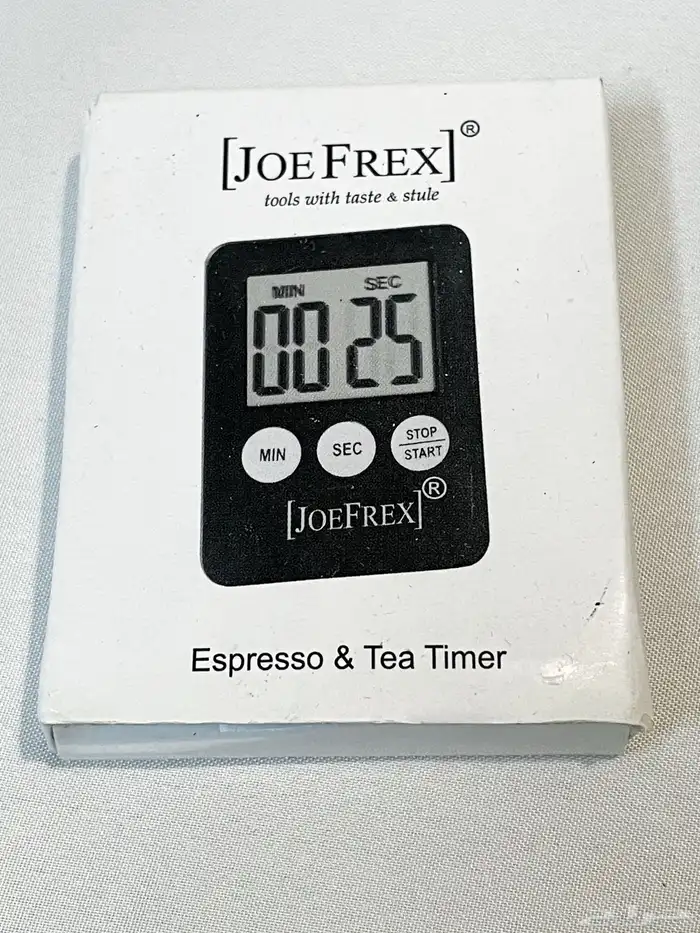 [JOEFREX]®
tools with taste & stule
MIN SEC
00 25
MIN SEC STOP
START
[JOEFREX]®
Espresso & Tea Timer